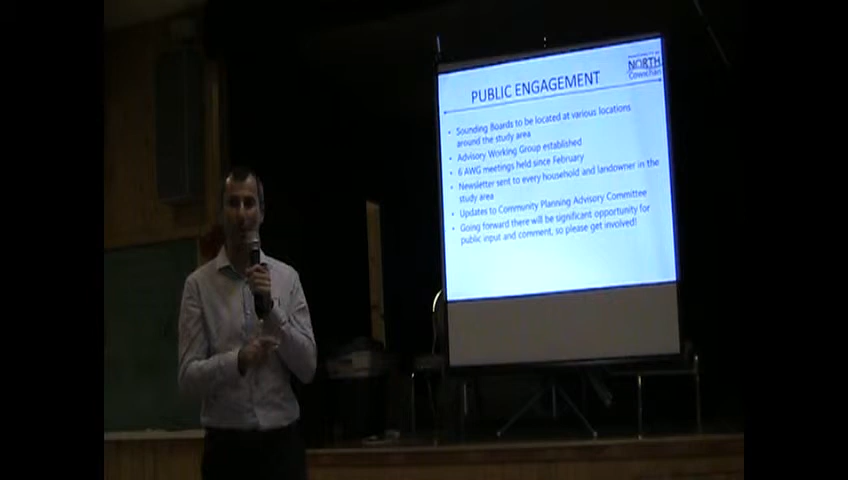 NORTH
Cowichan
PUBLIC ENGAGEMENT
• Sounding Boards to be located at various locations
around the study area
• Advisory Working Group established
• 6 AWG meetings held since February
• Newsletter sent to every household and landowner in the
study area
• Updates to Community Planning Advisory Committee
• Going forward there will be significant opportunity for
public input and comment, so please get involved!